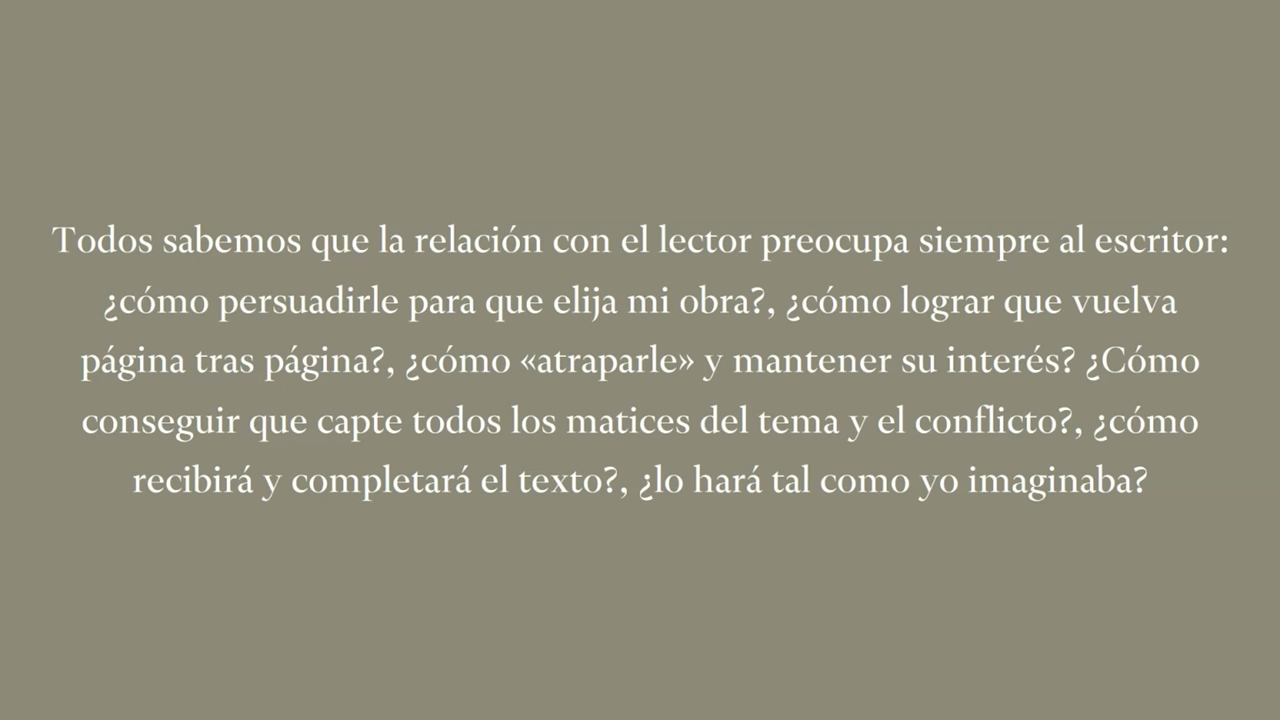 Todos sabemos que la relación con el lector preocupa siempre al escritor:
¿cómo persuadirle para que elija mi obra?, ¿cómo lograr que vuelva
página tras página?, ¿cómo «atraparle» y mantener su interés? ¿Cómo
conseguir que capte todos los matices del tema y el conflicto?, ¿cómo
recibirá y completará el texto?, ¿lo hará tal como yo imaginaba?